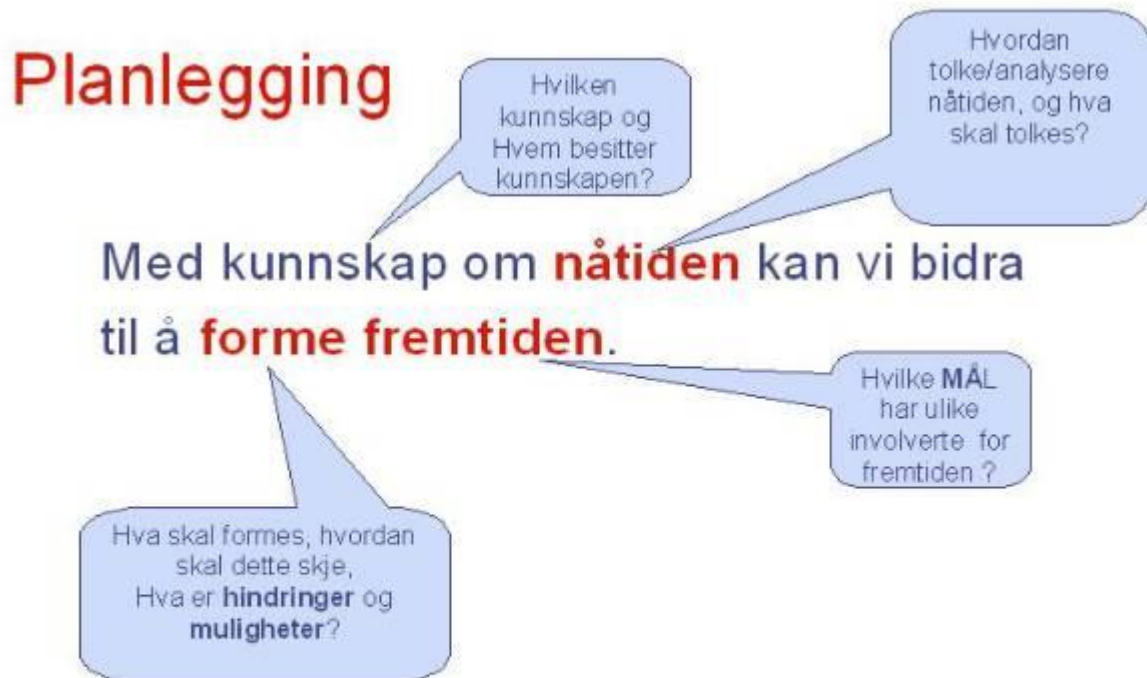 Planlegging
Hvilken
kunnskap og
Hvem besitter
kunnskapen?
Hvordan
tolke/analysere
nåtiden, og hva
skal tolkes?
Med kunnskap om nåtiden kan vi bidra
til å forme fremtiden.
Hvilke MÅL
har ulike
involverte for
fremtiden ?
Hva skal formes, hvordan
skal dette skje,
Hva er hindringer og
muligheter?